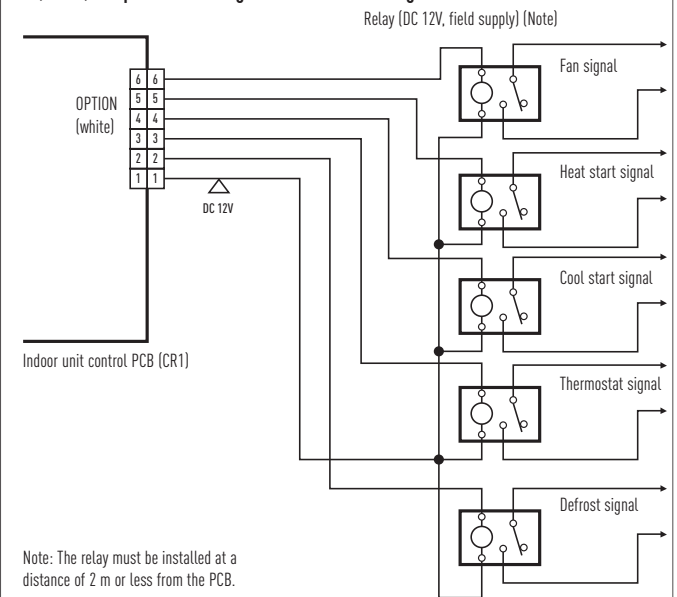 Relay (DC 12V, field supply) (Note)
Fan signal
OPTION
(white)
6 6
5 5
4 4
3 3
2 2
1 1
DC 12V
Heat start signal
Cool start signal
Indoor unit control PCB (CR1)
Thermostat signal
Defrost signal
Note: The relay must be installed at a
distance of 2 m or less from the PCB.